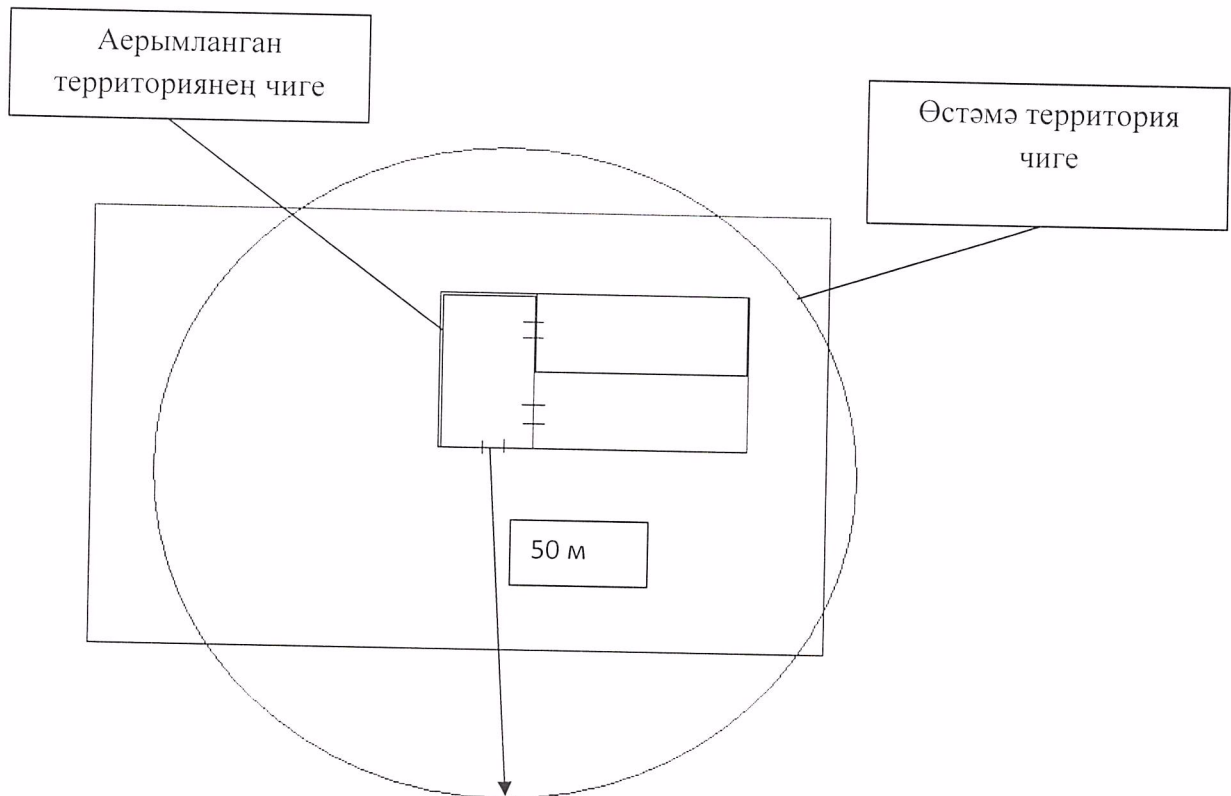 Аерымланган
территориянең чиге
Өстәмә территория
чиге
50 м